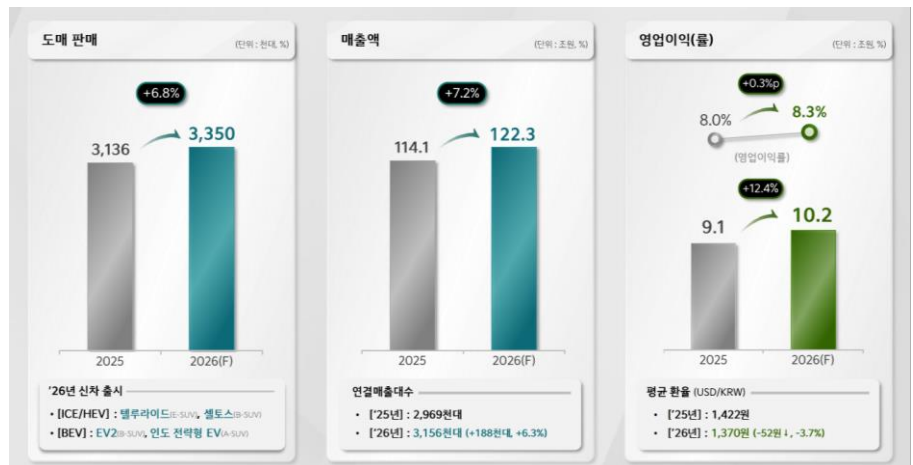 도매 판매
(단위 : 천대, %)
+6.8%
3,136
3,350
2025
2026(F)
'26년 신차 출시
• [ICE/HEV] : 텔루라이드(E-SUV), 셀토스(B-SUV)
• [BEV] : EV2(B-SUV), 인도 전략형 EV(A-SUV)
매출액
(단위 : 조원, %)
+7.2%
114.1
122.3
2025
2026(F)
연결매출대수
• ['25년] : 2,969천대
• ['26년] : 3,156천대 (+188천대, +6.3%)
영업이익(률)
(단위 : 조원, %)
+0.3%p
8.0%
8.3%
(영업이익률)
+12.4%
9.1
10.2
2025
2026(F)
평균 환율 (USD/KRW)
• ['25년] : 1,422원
• ['26년] : 1,370원 (-52원↓, -3.7%)